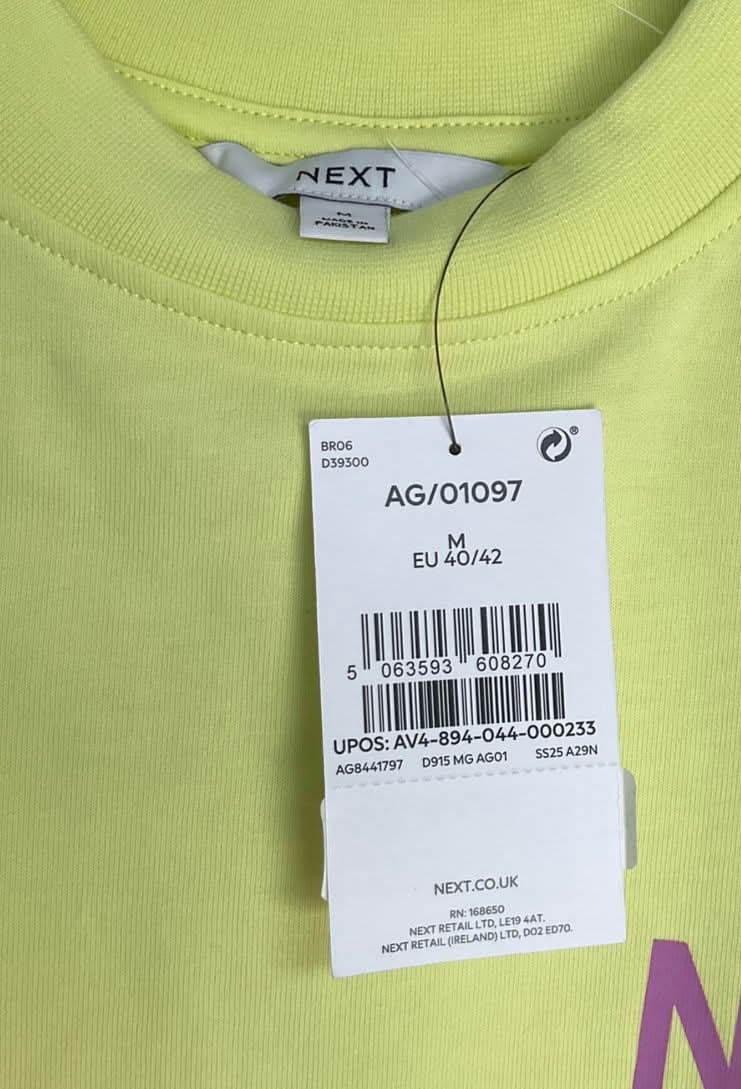 NEXT
M
MADE IN
PAKISTAN
BR06
D39300
®
AG/01097
M
EU 40/42
5 063593 608270
UPOS: AV4-894-044-000233
AG8441797 D915 MG AG01 SS25 A29N
NEXT.CO.UK
RN: 168650
NEXT RETAIL LTD, LE19 4AT.
NEXT RETAIL (IRELAND) LTD, D02 ED70.